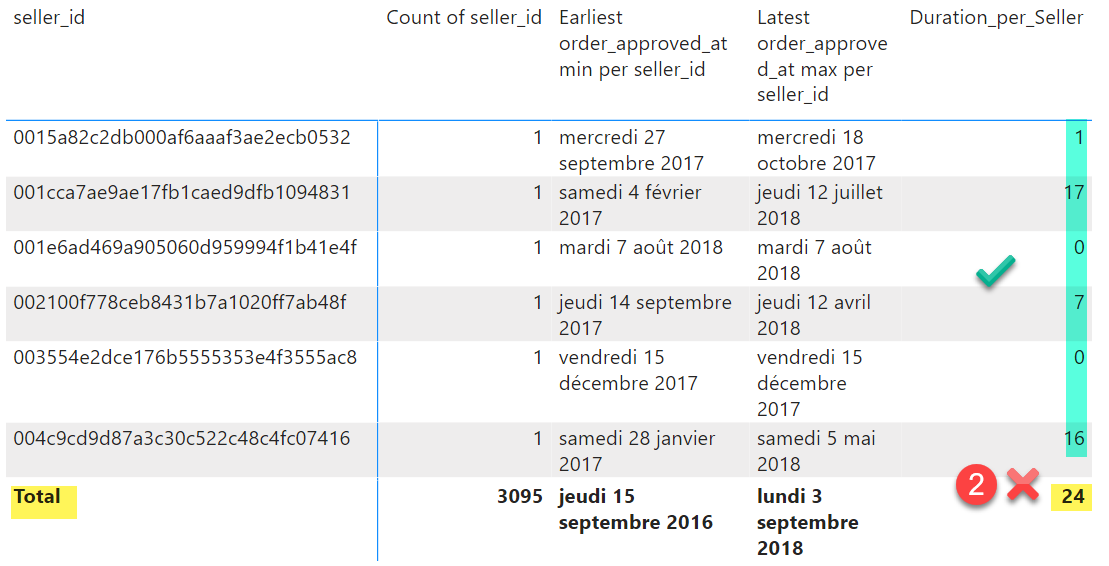 seller_id Count of seller_id Earliest Latest Duration_per_Seller
order_approved_at order_approve
min per seller_id d_at max per
seller_id
0015a82c2db000af6aaaf3ae2ecb0532 1 mercredi 27 mercredi 18 1
septembre 2017 octobre 2017
001cca7ae9ae17fb1caed9dfb1094831 1 samedi 4 février jeudi 12 juillet 17
2017 2018
001e6ad469a905060d959994f1b41e4f 1 mardi 7 août 2018 mardi 7 août 0
2018
002100f778ceb8431b7a1020ff7ab48f 1 jeudi 14 septembre jeudi 12 avril 7
2017 2018
003554e2dce176b5555353e4f3555ac8 1 vendredi 15 vendredi 15 0
décembre 2017 décembre
2017
004c9cd9d87a3c30c522c48c4fc07416 1 samedi 28 janvier samedi 5 mai 16
2017 2018
Total 3095 jeudi 15 lundi 3 2 24
septembre 2016 septembre
2018